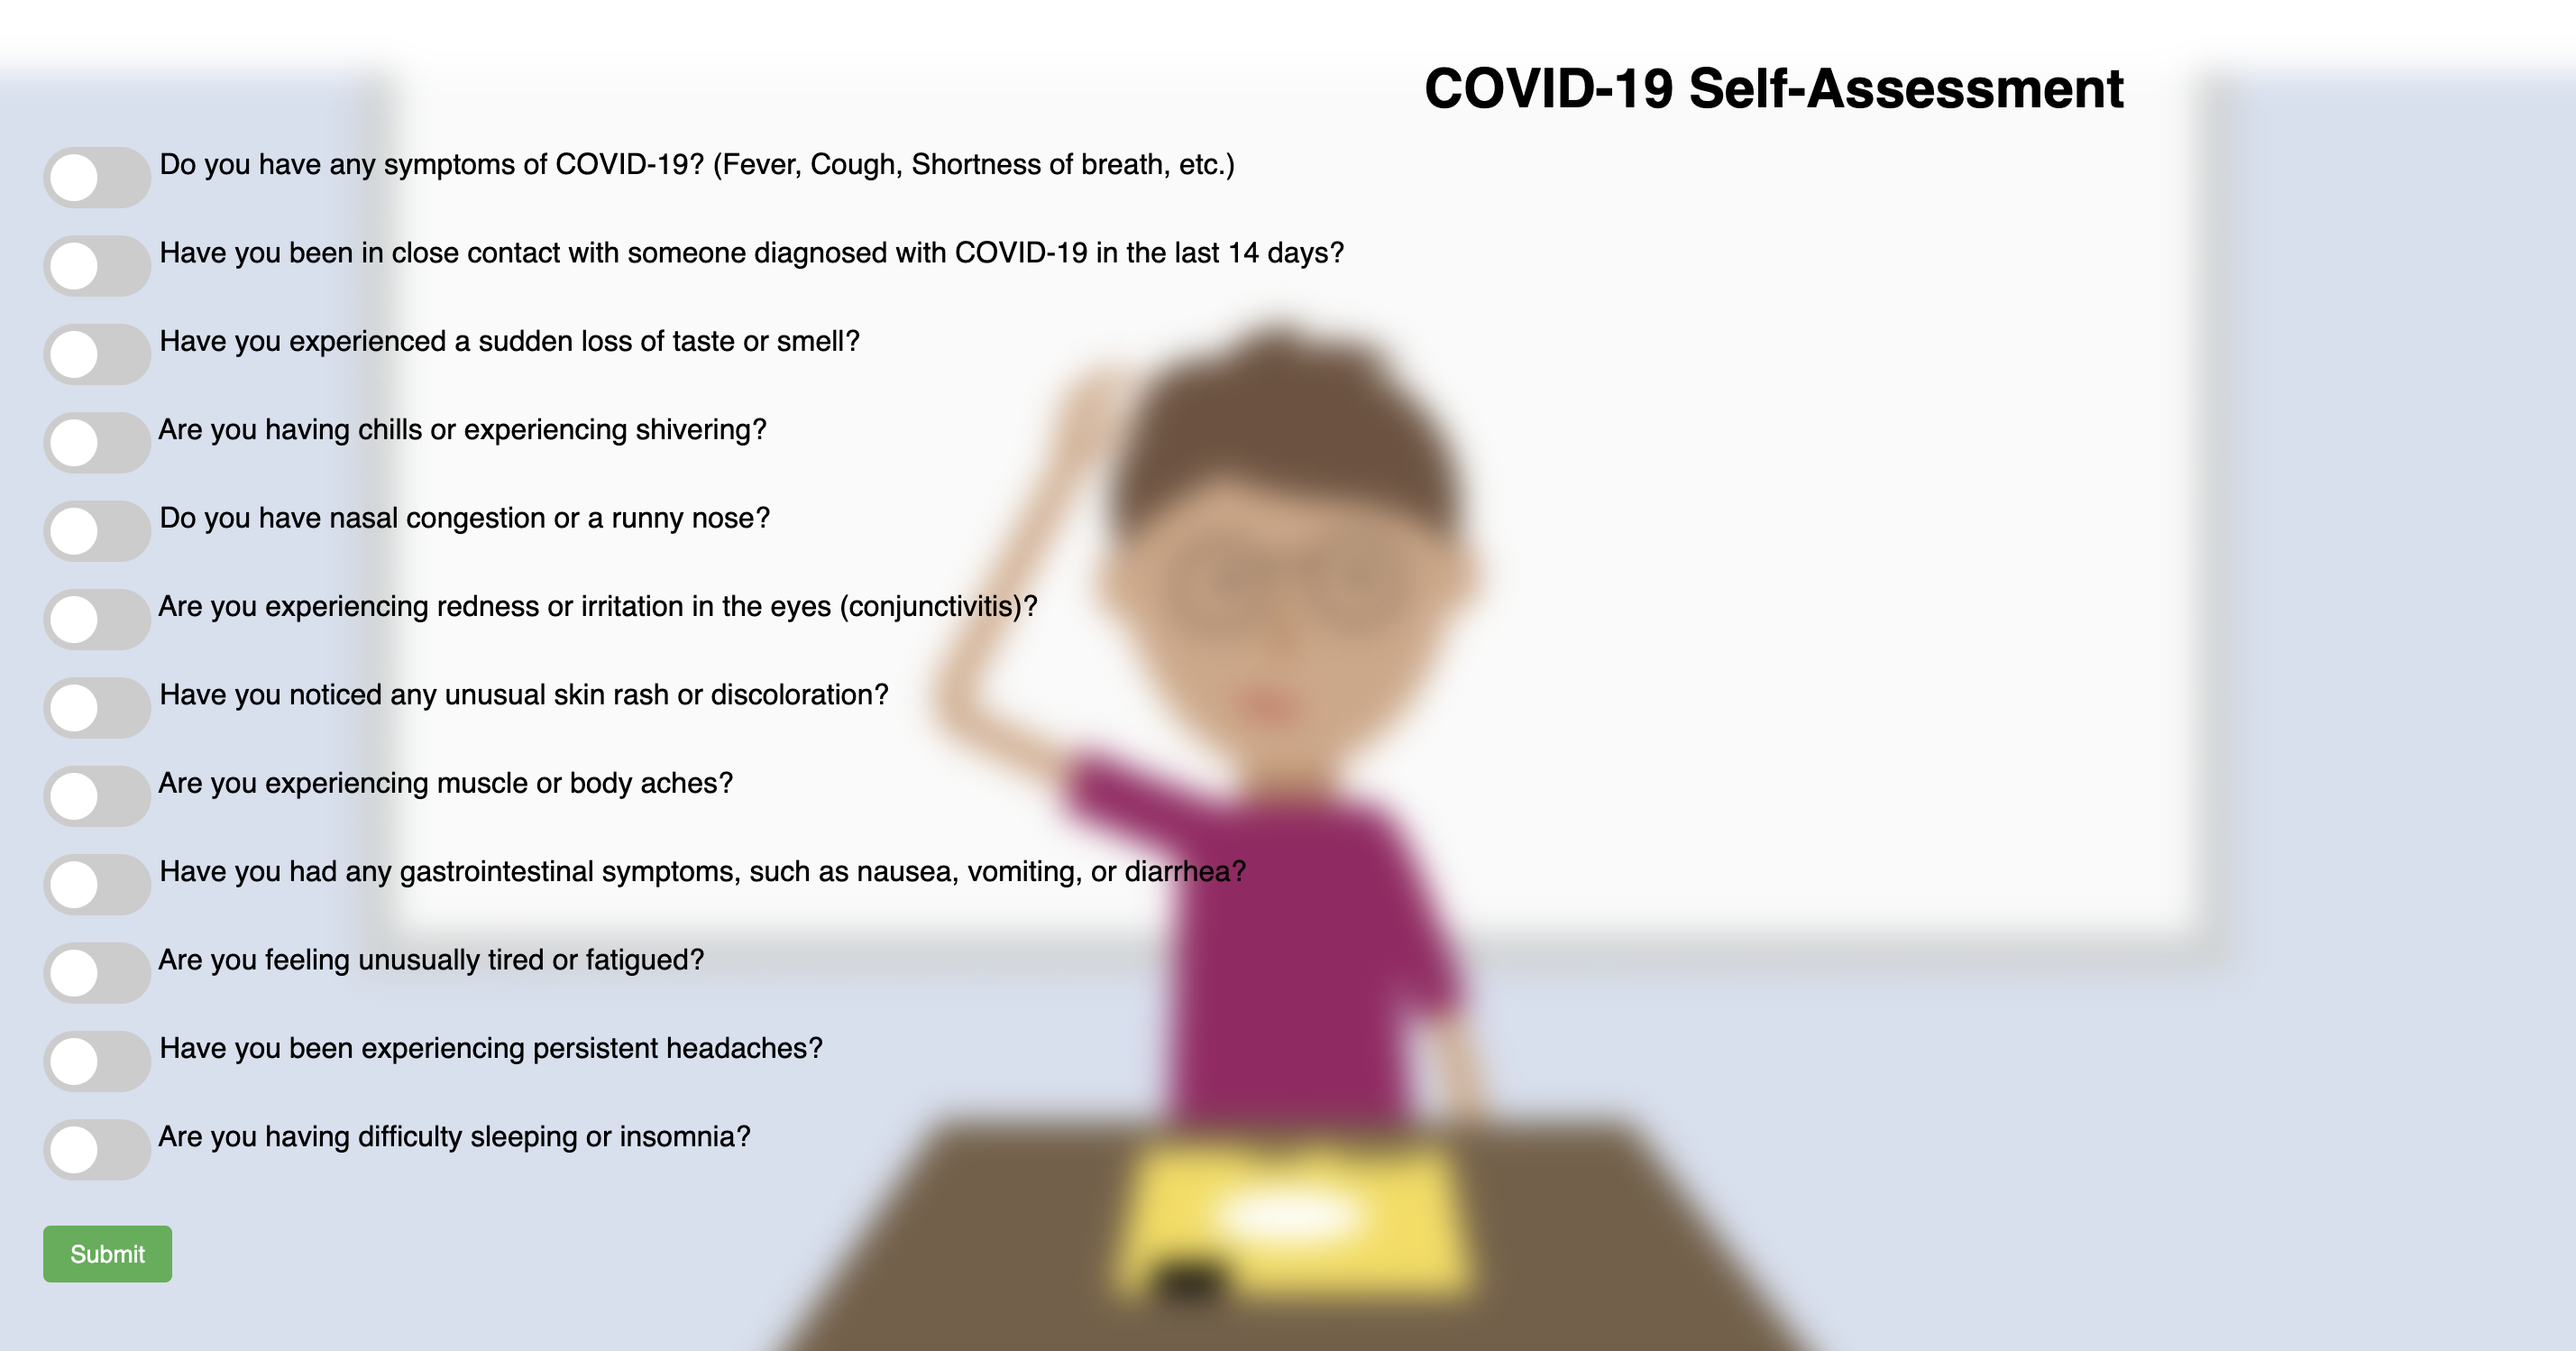 COVID-19 Self-Assessment
Do you have any symptoms of COVID-19? (Fever, Cough, Shortness of breath, etc.)
Have you been in close contact with someone diagnosed with COVID-19 in the last 14 days?
Have you experienced a sudden loss of taste or smell?
Are you having chills or experiencing shivering?
Do you have nasal congestion or a runny nose?
Are you experiencing redness or irritation in the eyes (conjunctivitis)?
Have you noticed any unusual skin rash or discoloration?
Are you experiencing muscle or body aches?
Have you had any gastrointestinal symptoms, such as nausea, vomiting, or diarrhea?
Are you feeling unusually tired or fatigued?
Have you been experiencing persistent headaches?
Are you having difficulty sleeping or insomnia?
Submit